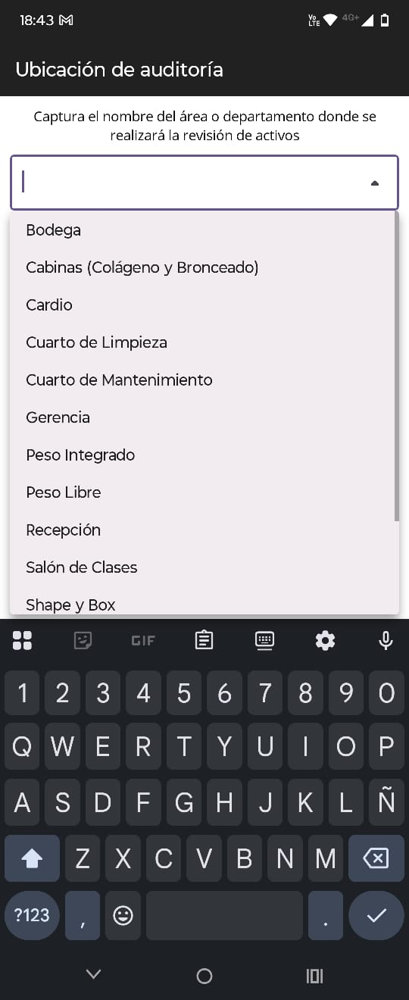 18:43
Vo LTE 4G+
Ubicación de auditoría
Captura el nombre del área o departamento donde se
realizará la revisión de activos
Bodega
Cabinas (Colágeno y Bronceado)
Cardio
Cuarto de Limpieza
Cuarto de Mantenimiento
Gerencia
Peso Integrado
Peso Libre
Recepción
Salón de Clases
Shape y Box
GIF
1 2 3 4 5 6 7 8 9 0
Q W E R T Y U I O P
A S D F G H J K L Ñ
Z X C V B N M
?123 , .